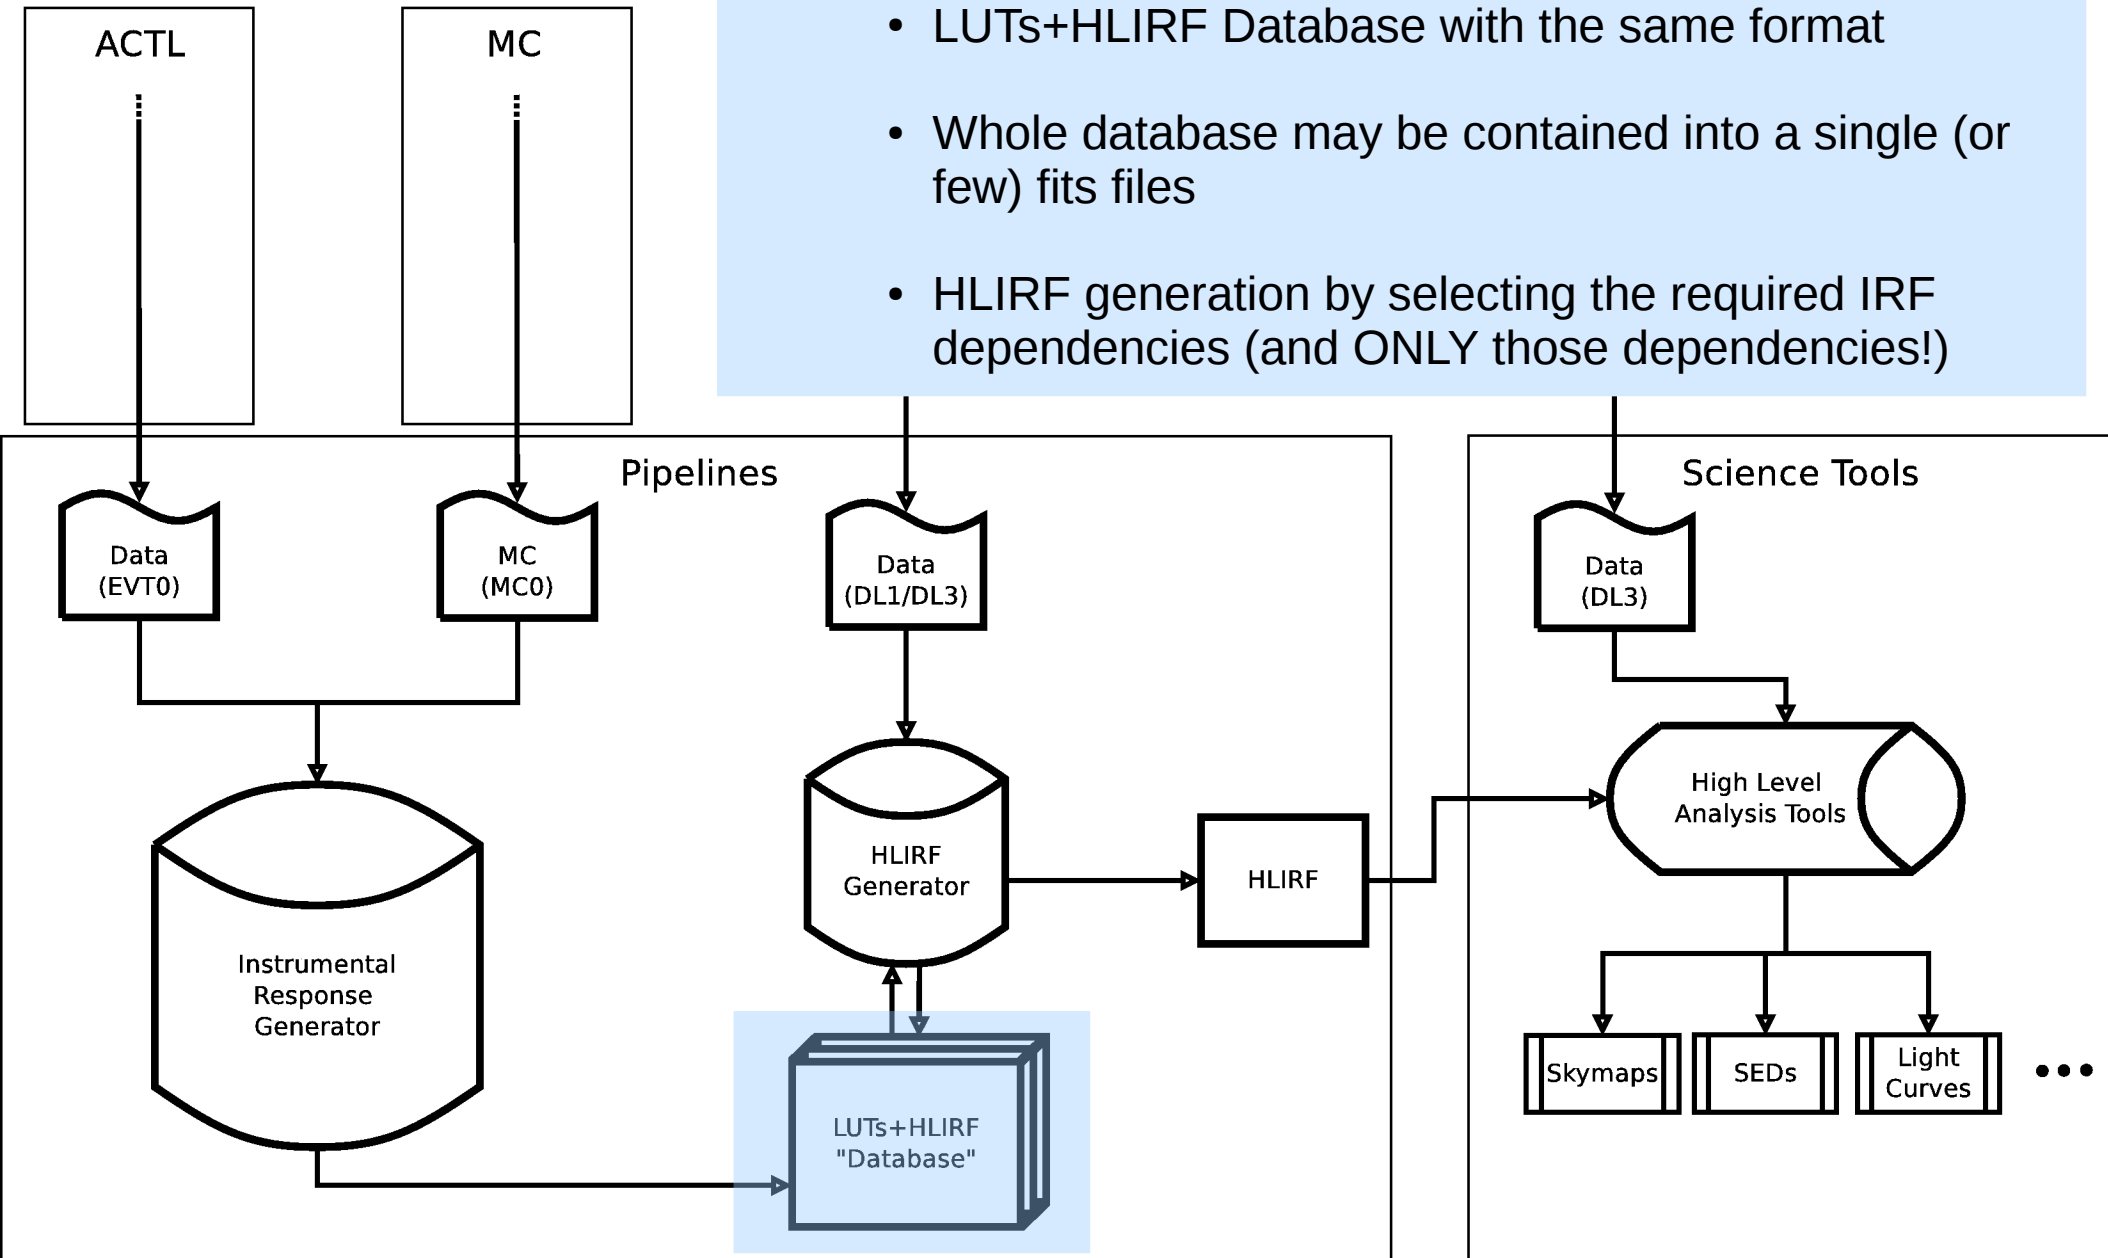 ACTL
MC
• LUTs+HLIRF Database with the same format
• Whole database may be contained into a single (or
few) fits files
• HLIRF generation by selecting the required IRF
dependencies (and ONLY those dependencies!)
Pipelines
Science Tools
Data
(EVT0)
MC
(MC0)
Data
(DL1/DL3)
Data
(DL3)
High Level
Analysis Tools
HLIRF
Generator
HLIRF
Instrumental
Response
Generator
Skymaps
SEDs
Light
Curves
LUTs+HLIRF
"Database"